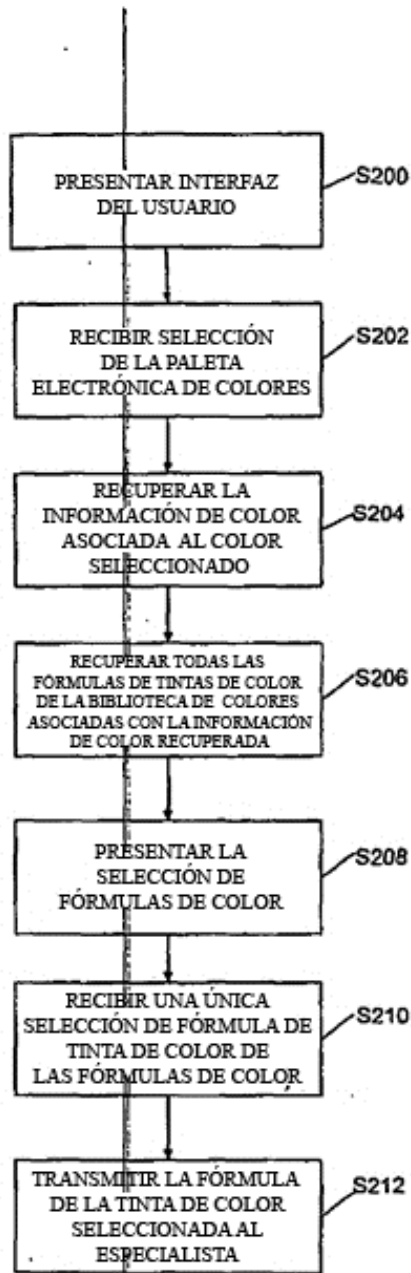 PRESENTAR INTERFAZ
DEL USUARIO
S200
RECIBIR SELECCIÓN
DE LA PALETA
ELECTRÓNICA DE COLORES
S202
RECUPERAR LA
INFORMACIÓN DE COLOR
ASOCIADA AL COLOR
SELECCIONADO
S204
RECUPERAR TODAS LAS
FÓRMULAS DE TINTAS DE COLOR
DE LA BIBLIOTECA DE COLORES
ASOCIADAS CON LA INFORMACIÓN
DE COLOR RECUPERADA
S206
PRESENTAR LA
SELECCIÓN DE
FÓRMULAS DE COLOR
S208
RECIBIR UNA ÚNICA
SELECCIÓN DE FÓRMULA DE
TINTA DE COLOR DE
LAS FÓRMULAS DE COLOR
S210
TRANSMITIR LA FÓRMULA
DE LA TINTA DE COLOR
SELECCIONADA AL
ESPECIALISTA
S212